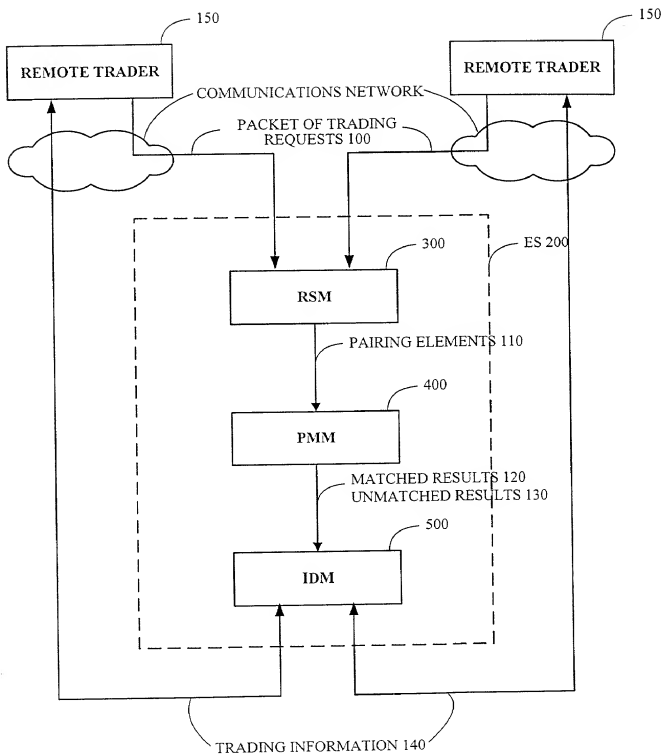 150
150
REMOTE TRADER
REMOTE TRADER
COMMUNICATIONS NETWORK
PACKET OF TRADING
REQUESTS 100
ES 200
300
RSM
PAIRING ELEMENTS 110
400
PMM
MATCHED RESULTS 120
UNMATCHED RESULTS 130
500
IDM
TRADING INFORMATION 140